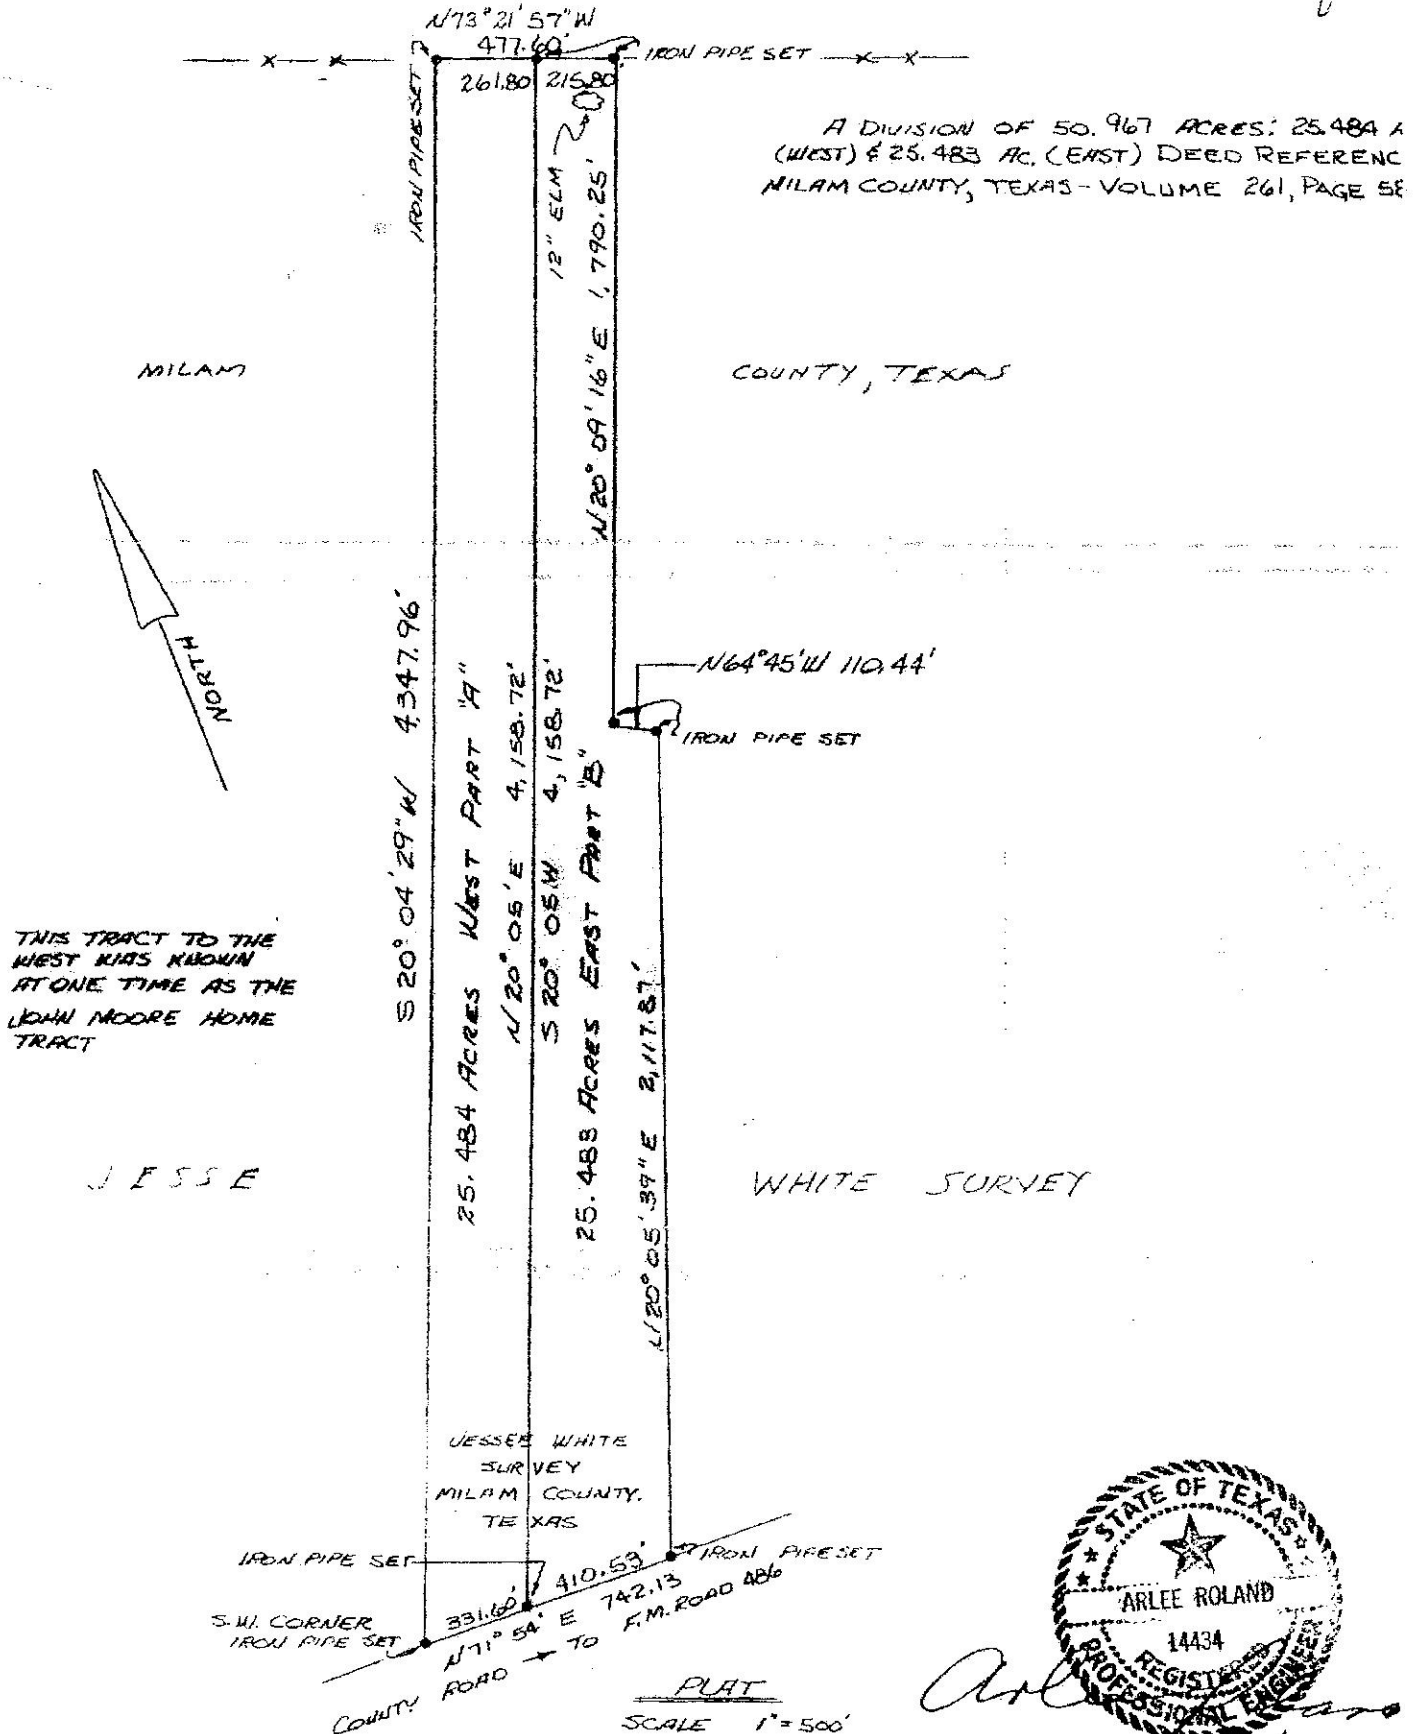 N73°21'57"W
477.60'
IRON PIPE SET
261.80 215.80
IRON PIPE SET
12" ELM
A DIVISION OF 50.967 ACRES: 25.484 A
(WEST) & 25.483 AC. (EAST) DEED REFERENC
MILAM COUNTY, TEXAS - VOLUME 261, PAGE 58
N20° 09' 16" E 1,790.25'
MILAM
COUNTY, TEXAS
NORTH
S 20° 04' 29" W 4,347.96'
25.484 ACRES WEST PART "A"
N 20° 05' E 4,158.72'
S 20° 05 W 4,158.72'
25.483 ACRES EAST PART "B"
N64°45'W 110.44'
IRON PIPE SET
N20° 05' 39" E 2,117.87'
THIS TRACT TO THE
WEST WAS KNOWN
AT ONE TIME AS THE
JOHN MOORE HOME
TRACT
JESSE
WHITE SURVEY
JESSEE WHITE
SURVEY
MILAM COUNTY.
TEXAS
IRON PIPE SET
331.60' 410.53'
IRON PIPE SET
S.W. CORNER
IRON PIPE SET
N71° 54' E 742.13
COUNTY ROAD → TO F.M. ROAD 486
PLAT
SCALE 1"=500'
STATE OF TEXAS
ARLEE ROLAND
14434
REGISTERED
PROFESSIONAL ENGINEER